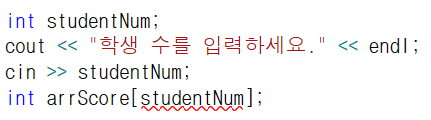 int studentNum;
cout << "학생 수를 입력하세요." << endl;
cin >> studentNum;
int arrScore[studentNum];